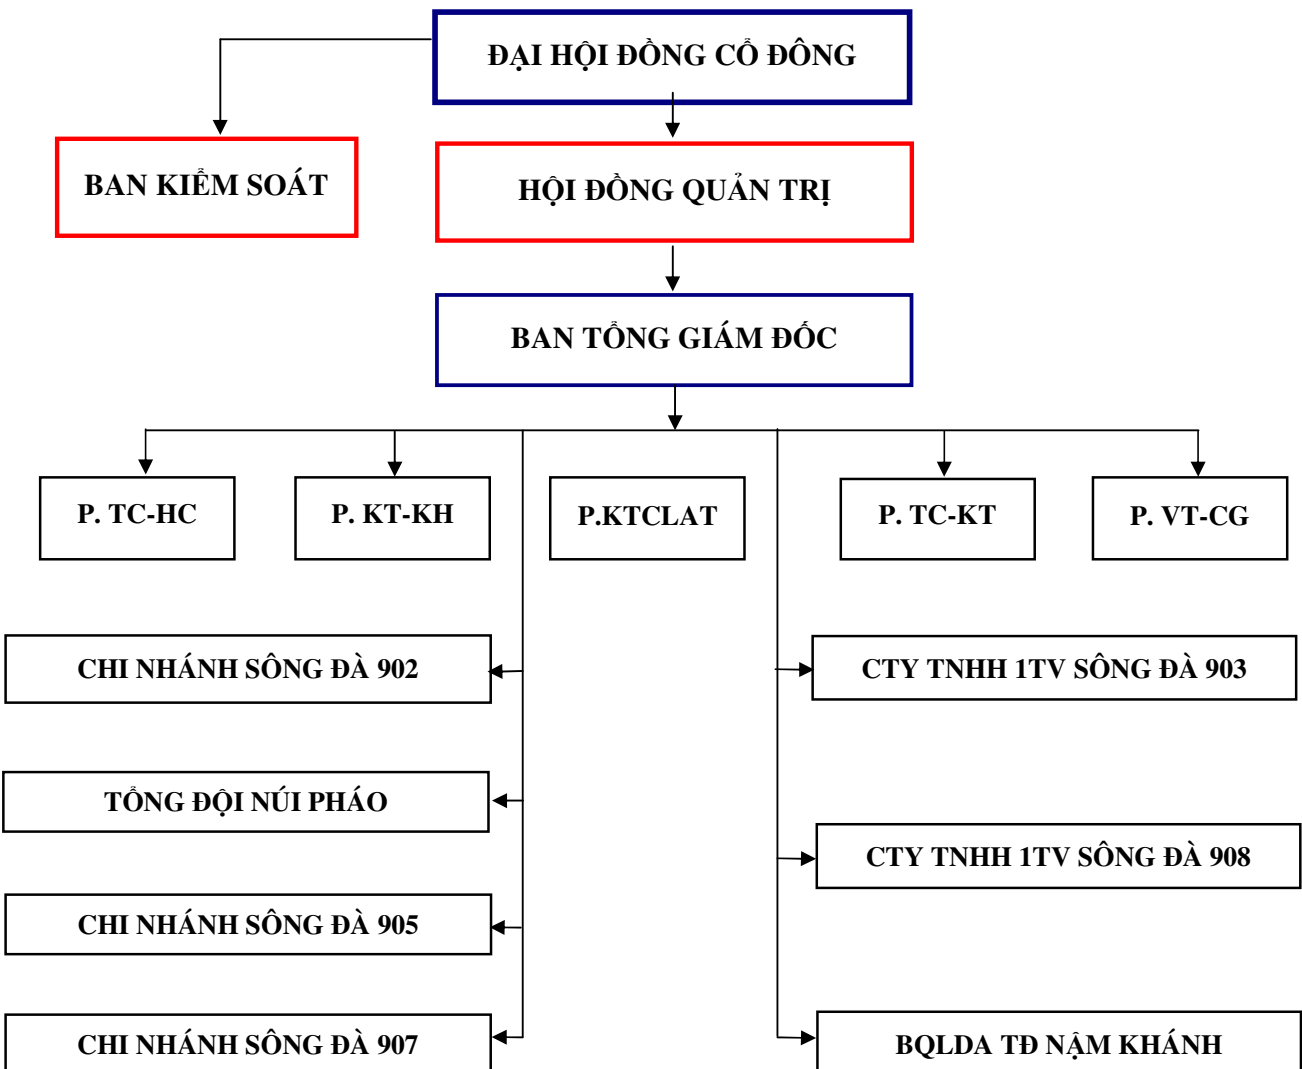 ĐẠI HỘI ĐỒNG CỔ ĐÔNG
BAN KIỂM SOÁT
HỘI ĐỒNG QUẢN TRỊ
BAN TỔNG GIÁM ĐỐC
P. TC-HC
P. KT-KH
P.KTCLAT
P. TC-KT
P. VT-CG
CHI NHÁNH SÔNG ĐÀ 902
CTY TNHH 1TV SÔNG ĐÀ 903
TỔNG ĐỘI NÚI PHÁO
CTY TNHH 1TV SÔNG ĐÀ 908
CHI NHÁNH SÔNG ĐÀ 905
CHI NHÁNH SÔNG ĐÀ 907
BQLDA TĐ NẬM KHÁNH